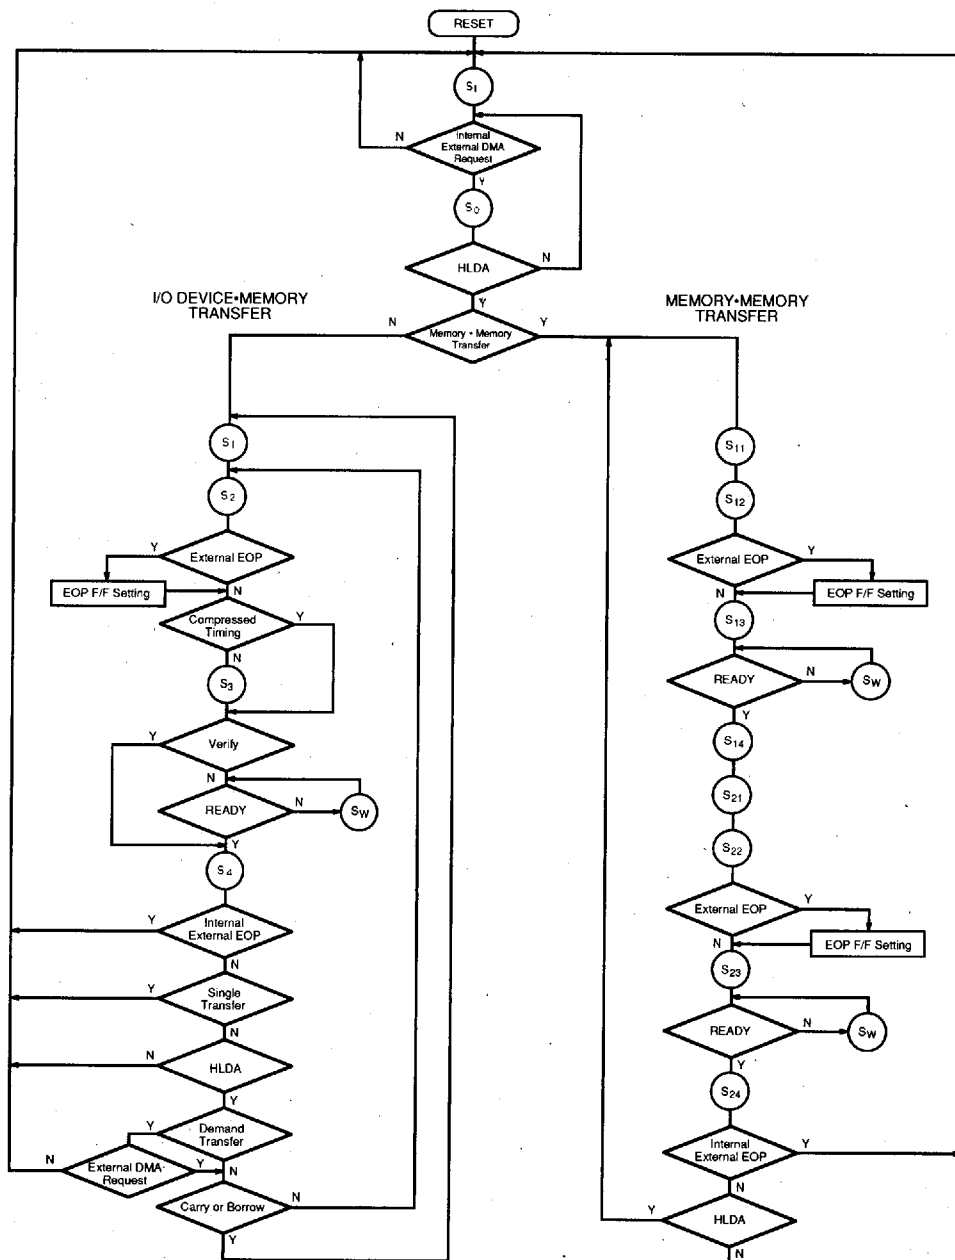 RESET
SI
N
Internal
External DMA
Request
Y
S0
HLDA
N
Y
I/O DEVICE•MEMORY
TRANSFER
N
Memory • Memory
Transfer
Y
MEMORY•MEMORY
TRANSFER
S1
S2
Y
External EOP
EOP F/F Setting
N
Compressed
Timing
Y
N
S3
Y
Verify
N
READY
N
SW
Y
S4
Y
Internal
External EOP
N
Y
Single
Transfer
N
N
HLDA
Y
Y
Demand
Transfer
N
External DMA
Request
Y
N
Carry or Borrow
N
Y
S11
S12
External EOP
Y
N
EOP F/F Setting
S13
READY
N
SW
Y
S14
S21
S22
External EOP
Y
N
EOP F/F Setting
S23
READY
N
SW
Y
S24
Internal
External EOP
Y
N
Y
HLDA
N